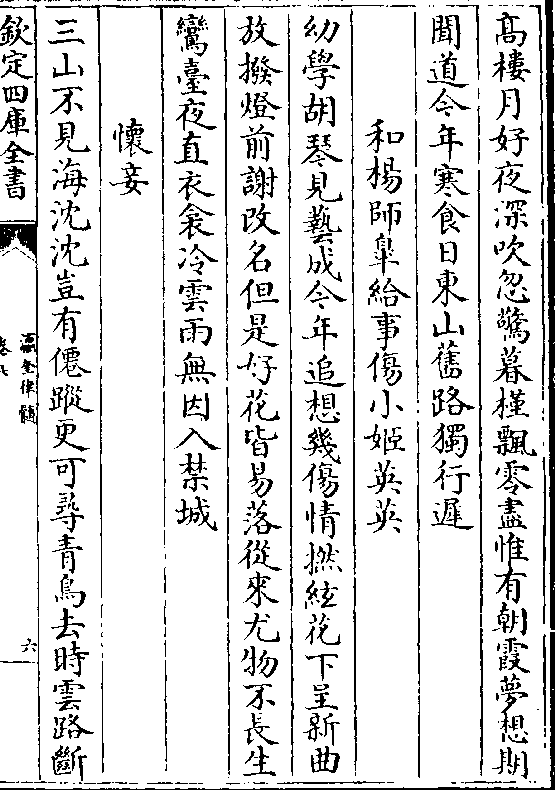 高樓月好夜深吹忽驚暮槿飄零盡惟有朝霞夢想期
聞道今年寒食日東山舊路獨行遲
和楊師皐給事傷小姬英英
幼學胡琴見藝成今年追想幾傷情撚絃花下呈新曲
放撥燈前謝改名但是好花皆易落從來尤物不長生
鸞臺夜直衣衾冷雲雨無因入禁城
懷妾
三山不見海沈沈豈有僊蹤更可尋青鳥去時雲路斷
欽定四庫全書
瀛奎律髓
六